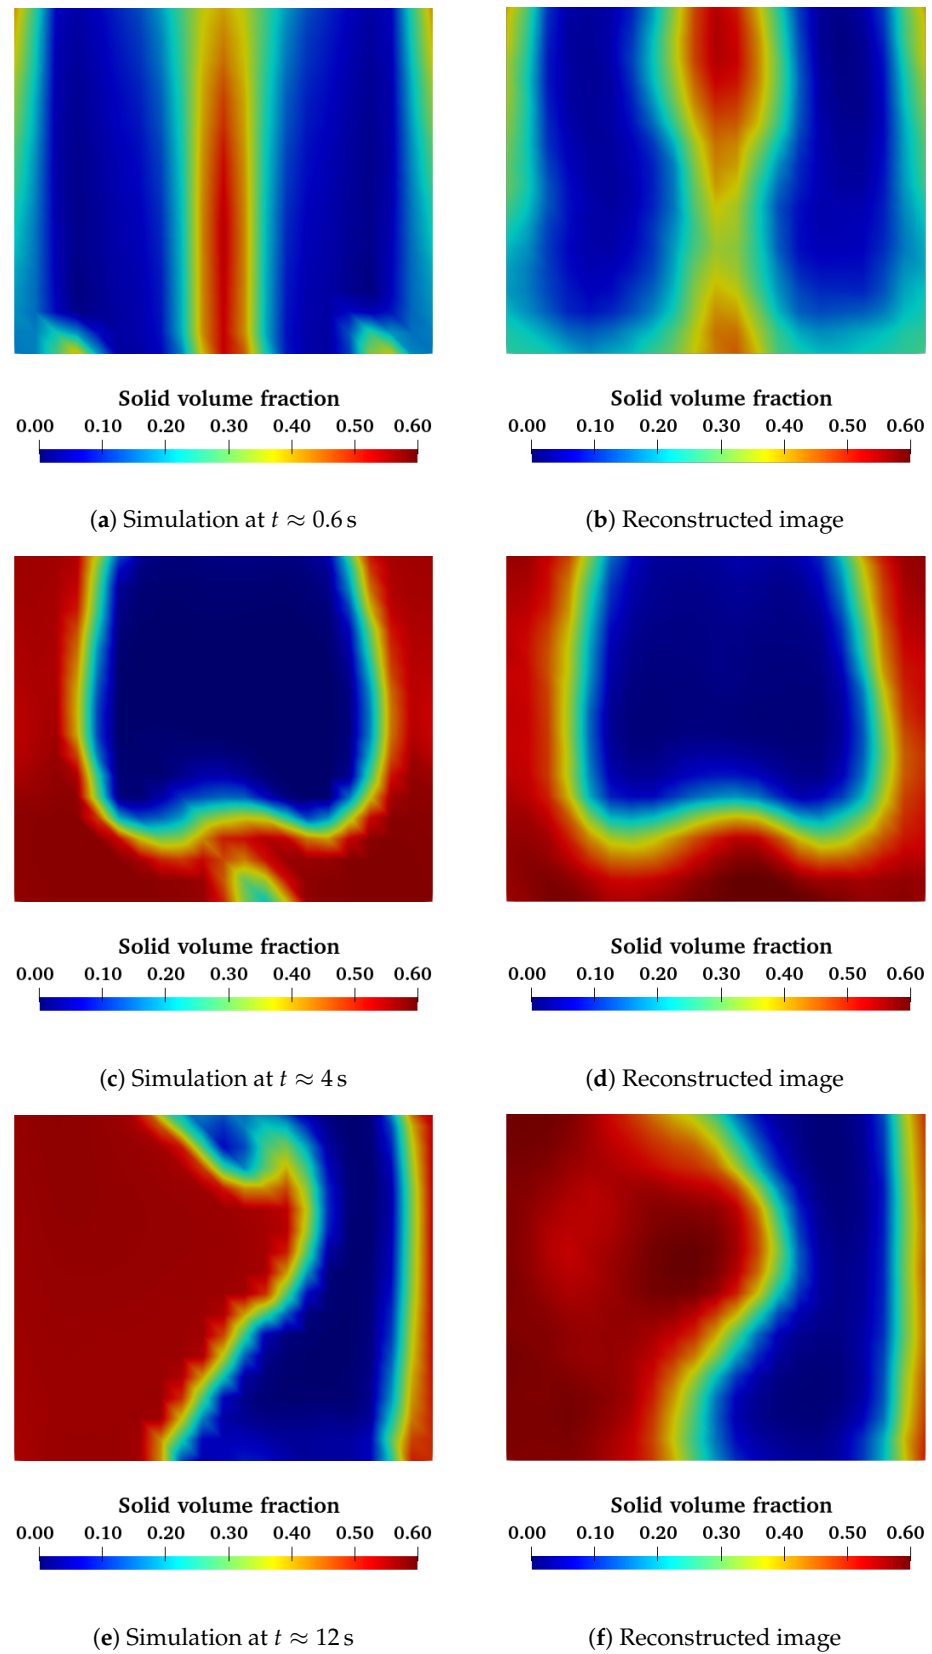 Solid volume fraction Solid volume fraction
0.00 0.10 0.20 0.30 0.40 0.50 0.60 0.00 0.10 0.20 0.30 0.40 0.50 0.60
(a) Simulation at t ≈ 0.6 s (b) Reconstructed image
Solid volume fraction Solid volume fraction
0.00 0.10 0.20 0.30 0.40 0.50 0.60 0.00 0.10 0.20 0.30 0.40 0.50 0.60
(c) Simulation at t ≈ 4 s (d) Reconstructed image
Solid volume fraction Solid volume fraction
0.00 0.10 0.20 0.30 0.40 0.50 0.60 0.00 0.10 0.20 0.30 0.40 0.50 0.60
(e) Simulation at t ≈ 12 s (f) Reconstructed image